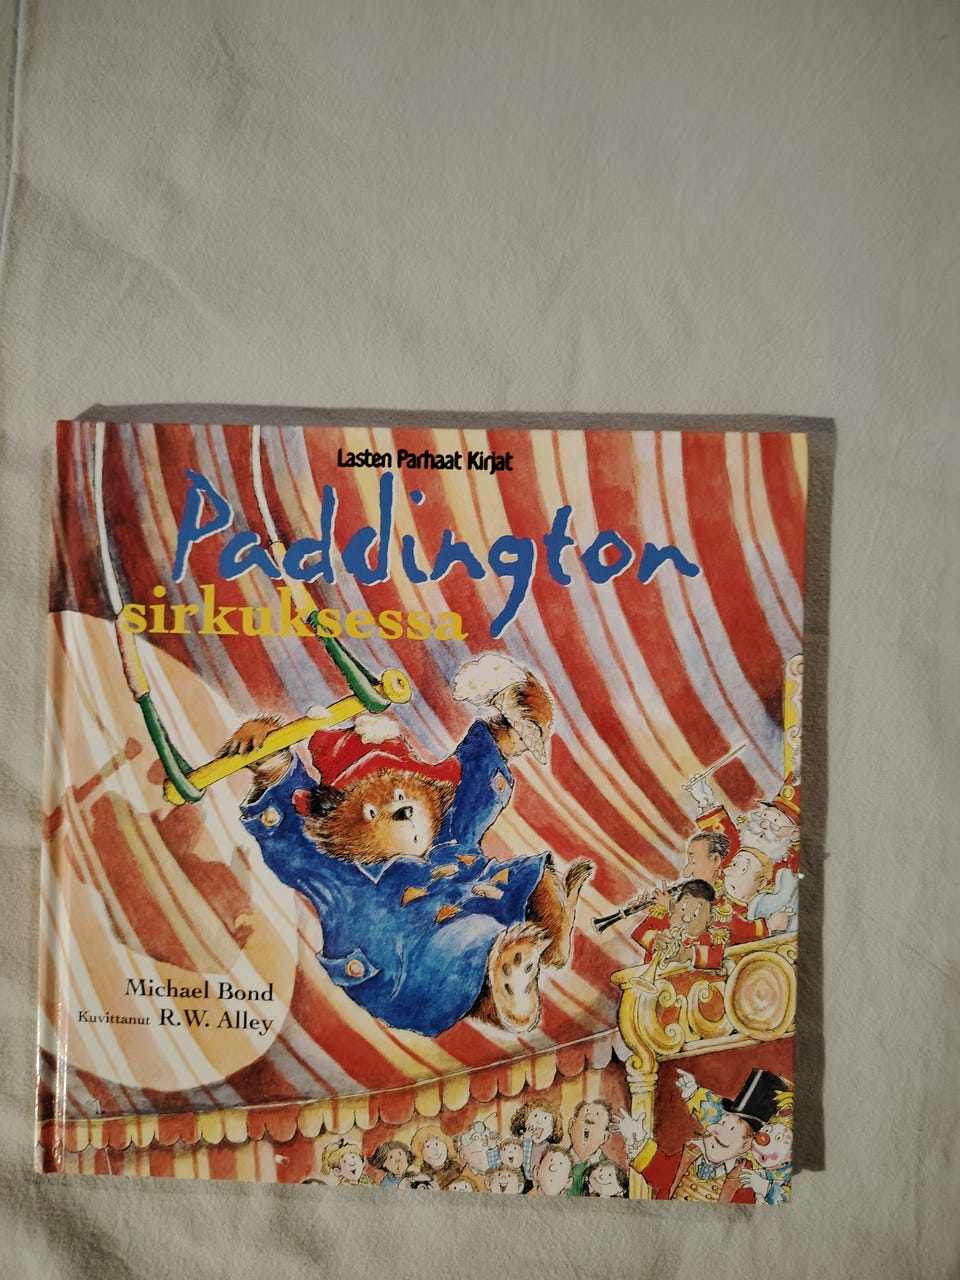 Lasten Parhaat Kirjat
Paddington
sirkuksessa
Michael Bond
Kuvittanut R.W. Alley